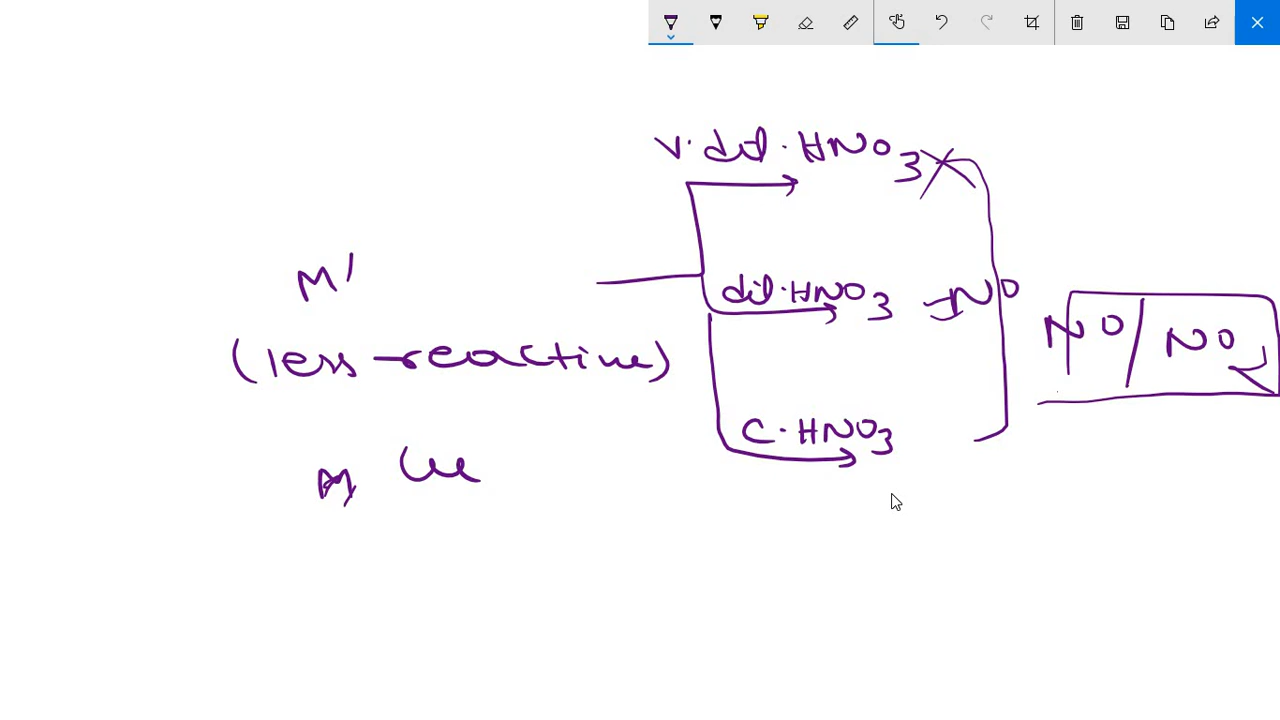 v. dil. HNO3
M'
dil. HNO3 - NO
NO / NO2
(less-reactive)
C. HNO3
Cu